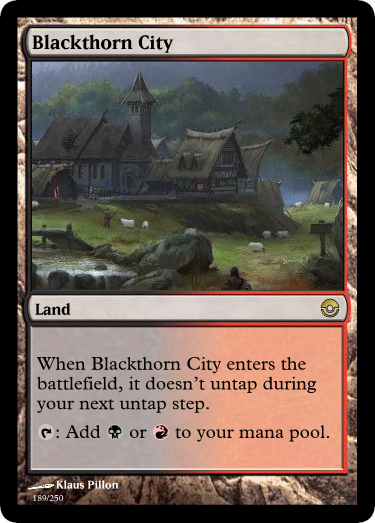 Blackthorn City
Land
When Blackthorn City enters the
battlefield, it doesn't untap during
your next untap step.
: Add or to your mana pool.
Klaus Pillon
189/250